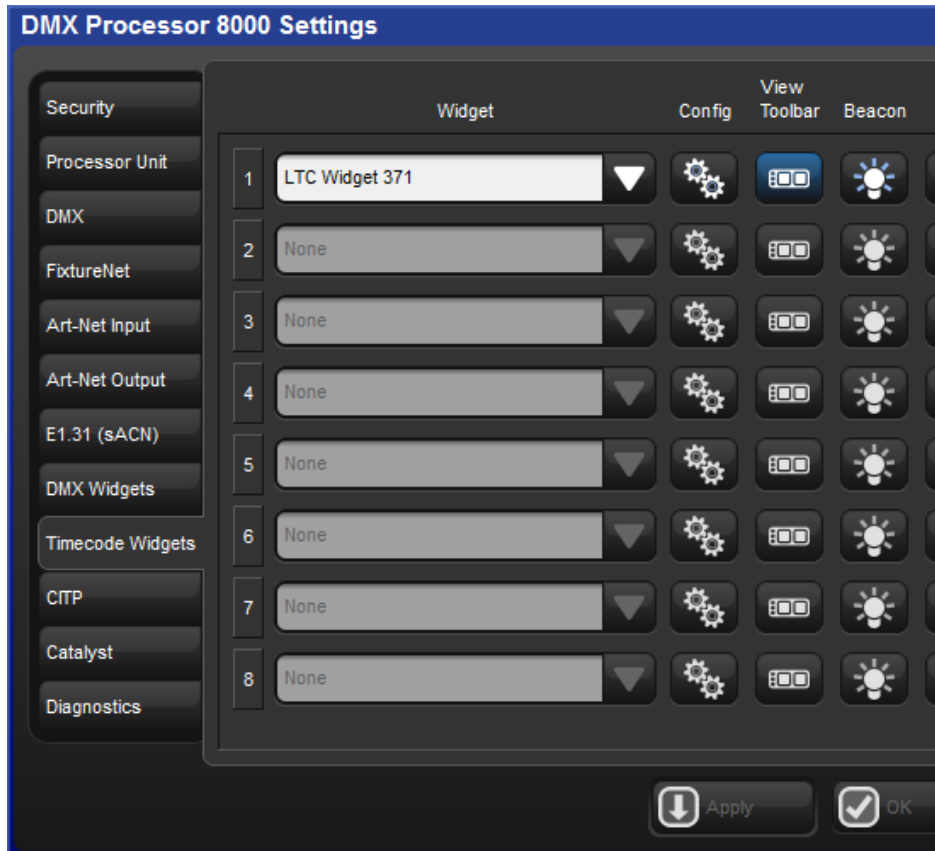 DMX Processor 8000 Settings
Security
Processor Unit
DMX
FixtureNet
Art-Net Input
Art-Net Output
E1.31 (sACN)
DMX Widgets
Timecode Widgets
CITP
Catalyst
Diagnostics
Widget
Config
View
Toolbar
Beacon
1 LTC Widget 371
2 None
3 None
4 None
5 None
6 None
7 None
8 None
Apply
OK